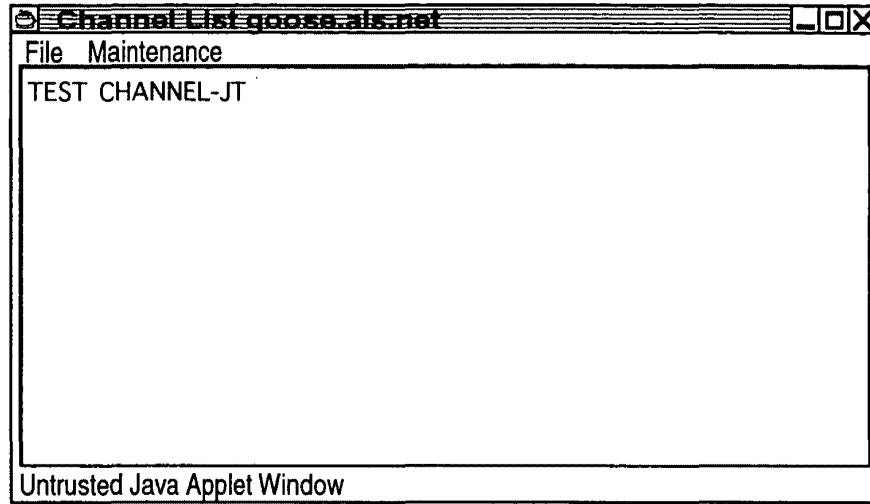 Channel List goose.als.net
File Maintenance
TEST CHANNEL-JT
Untrusted Java Applet Window